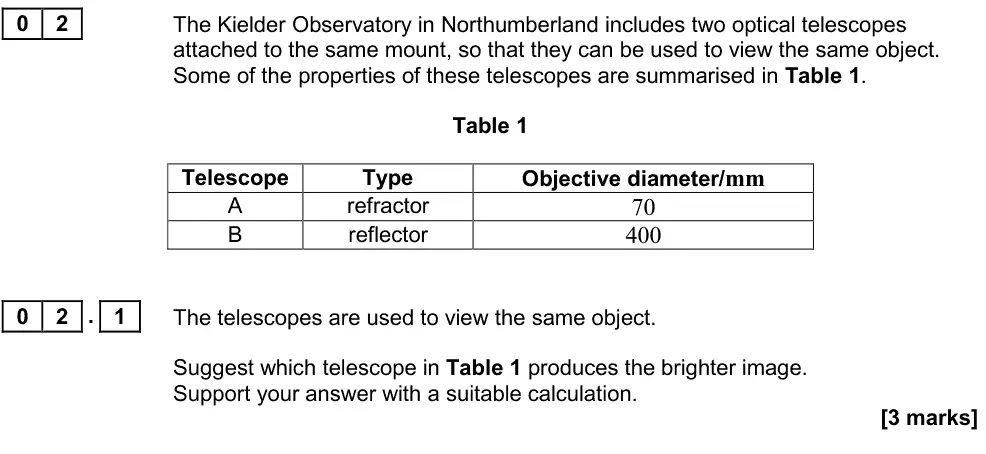 0 2 The Kielder Observatory in Northumberland includes two optical telescopes
attached to the same mount, so that they can be used to view the same object.
Some of the properties of these telescopes are summarised in Table 1.
Table 1
Telescope Type Objective diameter/mm
A refractor 70
B reflector 400
0 2 . 1 The telescopes are used to view the same object.
Suggest which telescope in Table 1 produces the brighter image.
Support your answer with a suitable calculation.
[3 marks]